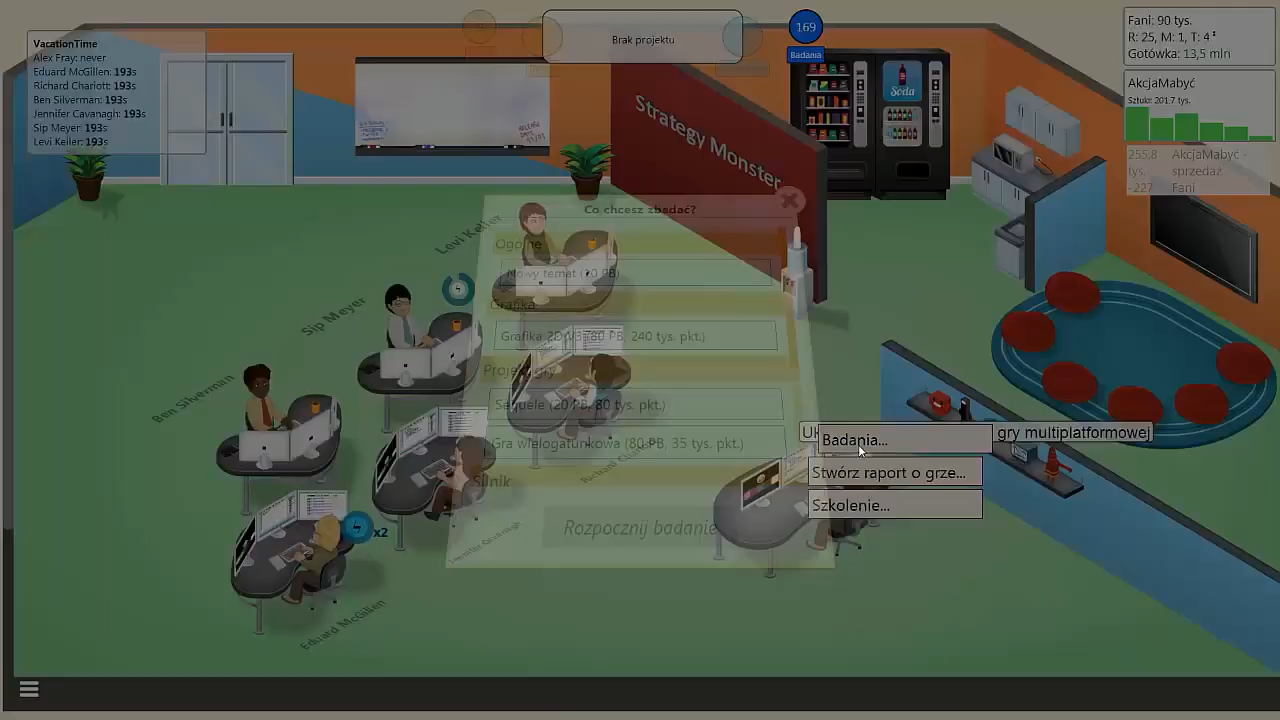 VacationTime
Alex Fray: never
Eduard McGillen: 193s
Richard Chariott: 193s
Ben Silverman: 193s
Jennifer Cavanagh: 193s
Sip Meyer: 193s
Levi Keller: 193s
Brak projektu
169
Badania
Fani: 90 tys.
R: 25, M: 1, T: 4
Gotówka: 13,5 mln
AkcjaMabyć
Sztuk: 201.7 tys.
255,8 tys.
AkcjaMabyć - sprzedaż
-227
Fani
Strategy Monster
Soda
Co chcesz zbadać?
Ogólne
Nowy temat (10 PB)
Grafika
Grafika 2D V3 (80 PB, 240 tys. pkt.)
Projekt gry
Sequele (20 PB, 80 tys. pkt.)
Gra wielogatunkowa (80 PB, 35 tys. pkt.)
Silnik
Rozpocznij badanie
Badania...
gry multiplatformowej
Stwórz raport o grze...
Szkolenie...
Levi Keller
Sip Meyer
Ben Silverman
Jennifer Cavanagh
Eduard McGillen
x2